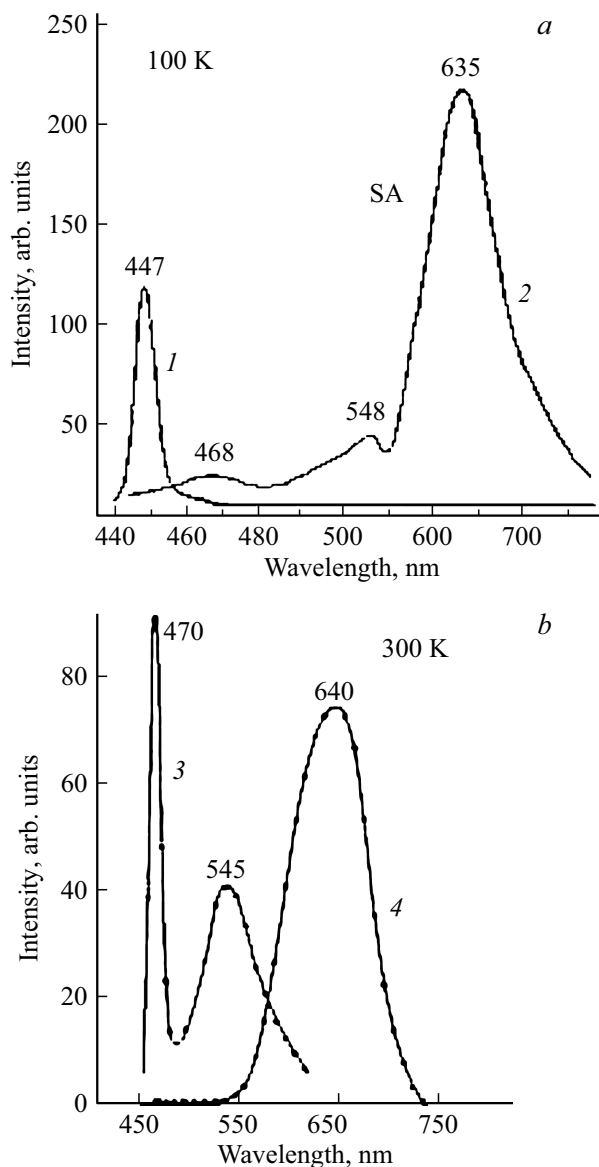 250
a
100 K
635
200
SA
150
447
2
100
1
548
50
468
440 460 480 500 600 700
Wavelength, nm
Intensity, arb. units
b
470
300 K
80
640
3
60
545
40
4
20
0
450 550 650 750
Wavelength, nm
Intensity, arb. units